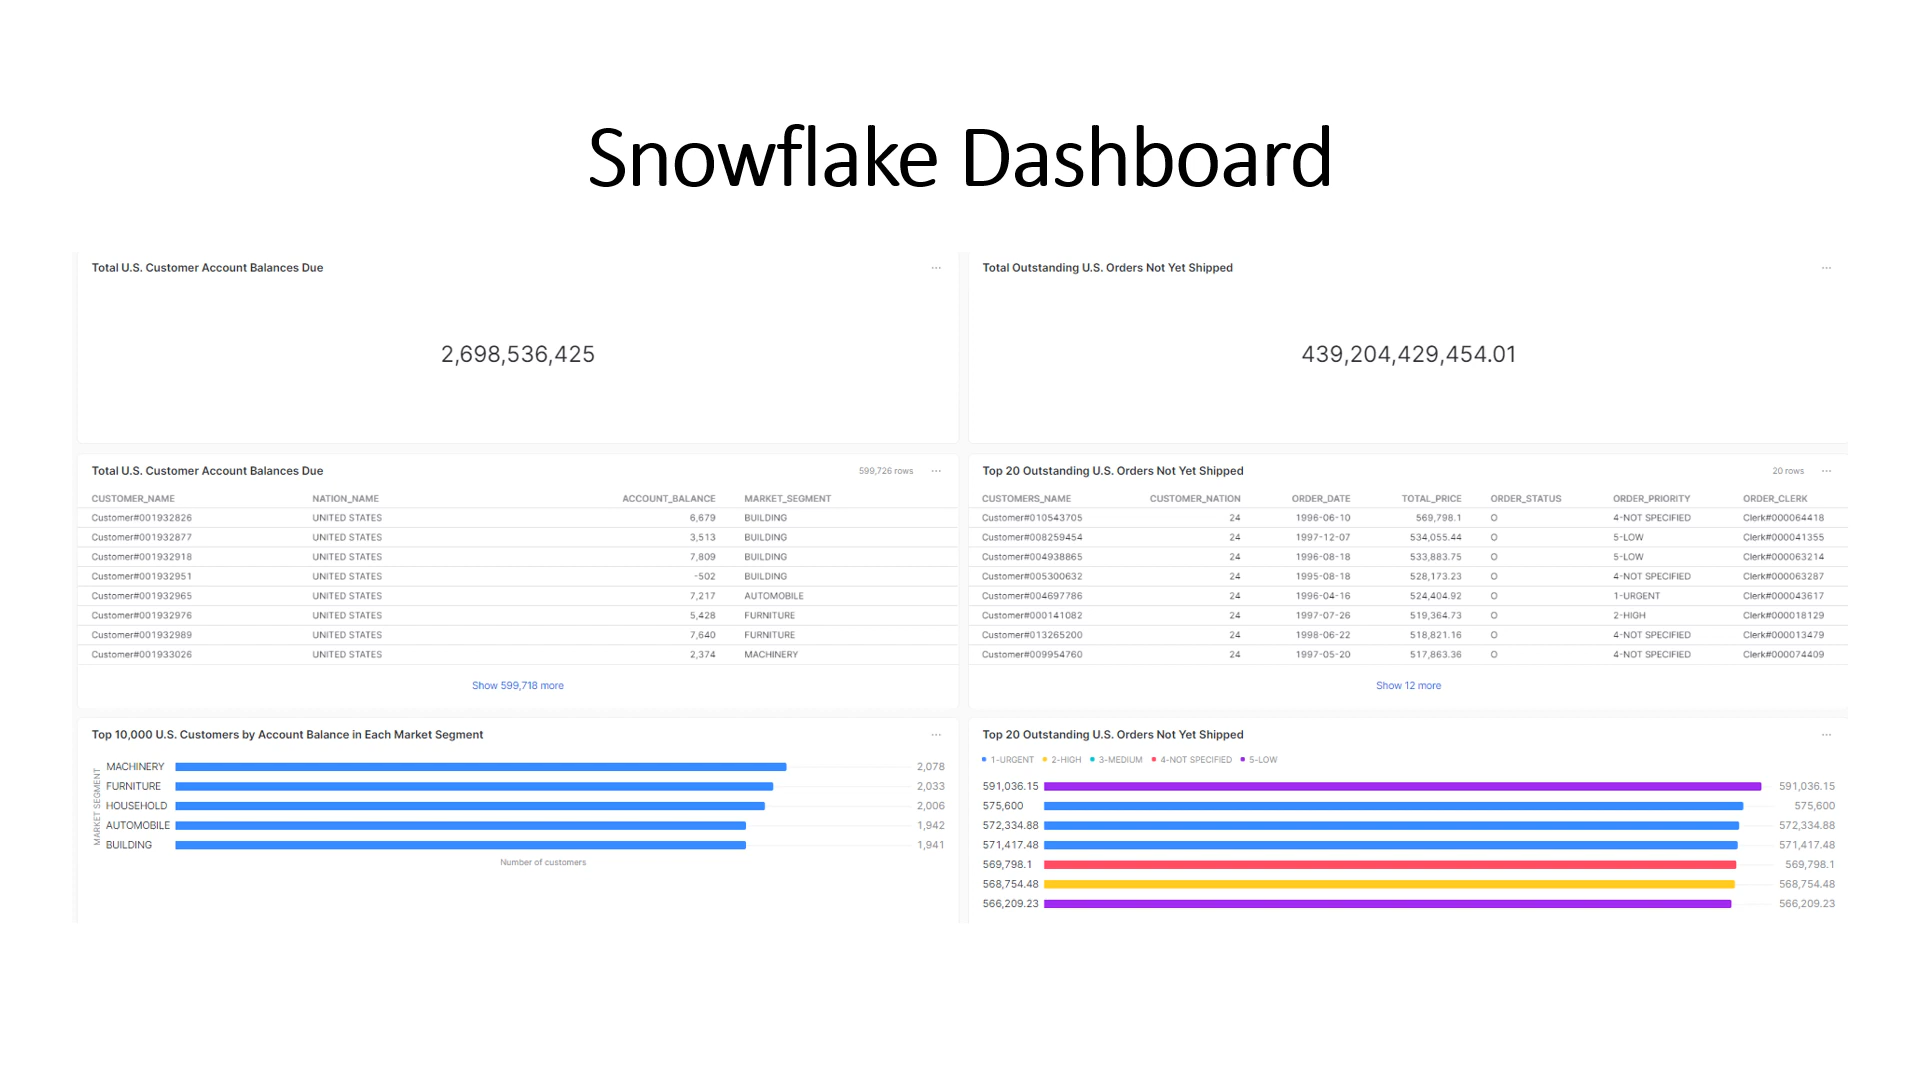 Snowflake Dashboard
Total U.S. Customer Account Balances Due
...
2,698,536,425
Total Outstanding U.S. Orders Not Yet Shipped
...
439,204,429,454.01
Total U.S. Customer Account Balances Due 599,726 rows ...
CUSTOMER_NAME NATION_NAME ACCOUNT_BALANCE MARKET_SEGMENT
Customer#001932826 UNITED STATES 6,679 BUILDING
Customer#001932877 UNITED STATES 3,513 BUILDING
Customer#001932918 UNITED STATES 7,809 BUILDING
Customer#001932951 UNITED STATES -502 BUILDING
Customer#001932965 UNITED STATES 7,217 AUTOMOBILE
Customer#001932976 UNITED STATES 5,428 FURNITURE
Customer#001932989 UNITED STATES 7,640 FURNITURE
Customer#001933026 UNITED STATES 2,374 MACHINERY
Show 599,718 more
Top 20 Outstanding U.S. Orders Not Yet Shipped 20 rows ...
CUSTOMERS_NAME CUSTOMER_NATION ORDER_DATE TOTAL_PRICE ORDER_STATUS ORDER_PRIORITY ORDER_CLERK
Customer#010543705 24 1996-06-10 569,798.1 O 4-NOT SPECIFIED Clerk#000064418
Customer#008259454 24 1997-12-07 534,055.44 O 5-LOW Clerk#000041355
Customer#004938865 24 1996-08-18 533,883.75 O 5-LOW Clerk#000063214
Customer#005300632 24 1995-08-18 528,173.23 O 4-NOT SPECIFIED Clerk#000063287
Customer#004697786 24 1996-04-16 524,404.92 O 1-URGENT Clerk#000043617
Customer#000141082 24 1997-07-26 519,364.73 O 2-HIGH Clerk#000018129
Customer#013265200 24 1998-06-22 518,821.16 O 4-NOT SPECIFIED Clerk#000013479
Customer#009954760 24 1997-05-20 517,863.36 O 4-NOT SPECIFIED Clerk#000074409
Show 12 more
Top 10,000 U.S. Customers by Account Balance in Each Market Segment ...
MARKET SEGMENT
MACHINERY 2,078
FURNITURE 2,033
HOUSEHOLD 2,006
AUTOMOBILE 1,942
BUILDING 1,941
Number of customers
Top 20 Outstanding U.S. Orders Not Yet Shipped ...
1-URGENT 2-HIGH 3-MEDIUM 4-NOT SPECIFIED 5-LOW
591,036.15 591,036.15
575,600 575,600
572,334.88 572,334.88
571,417.48 571,417.48
569,798.1 569,798.1
568,754.48 568,754.48
566,209.23 566,209.23